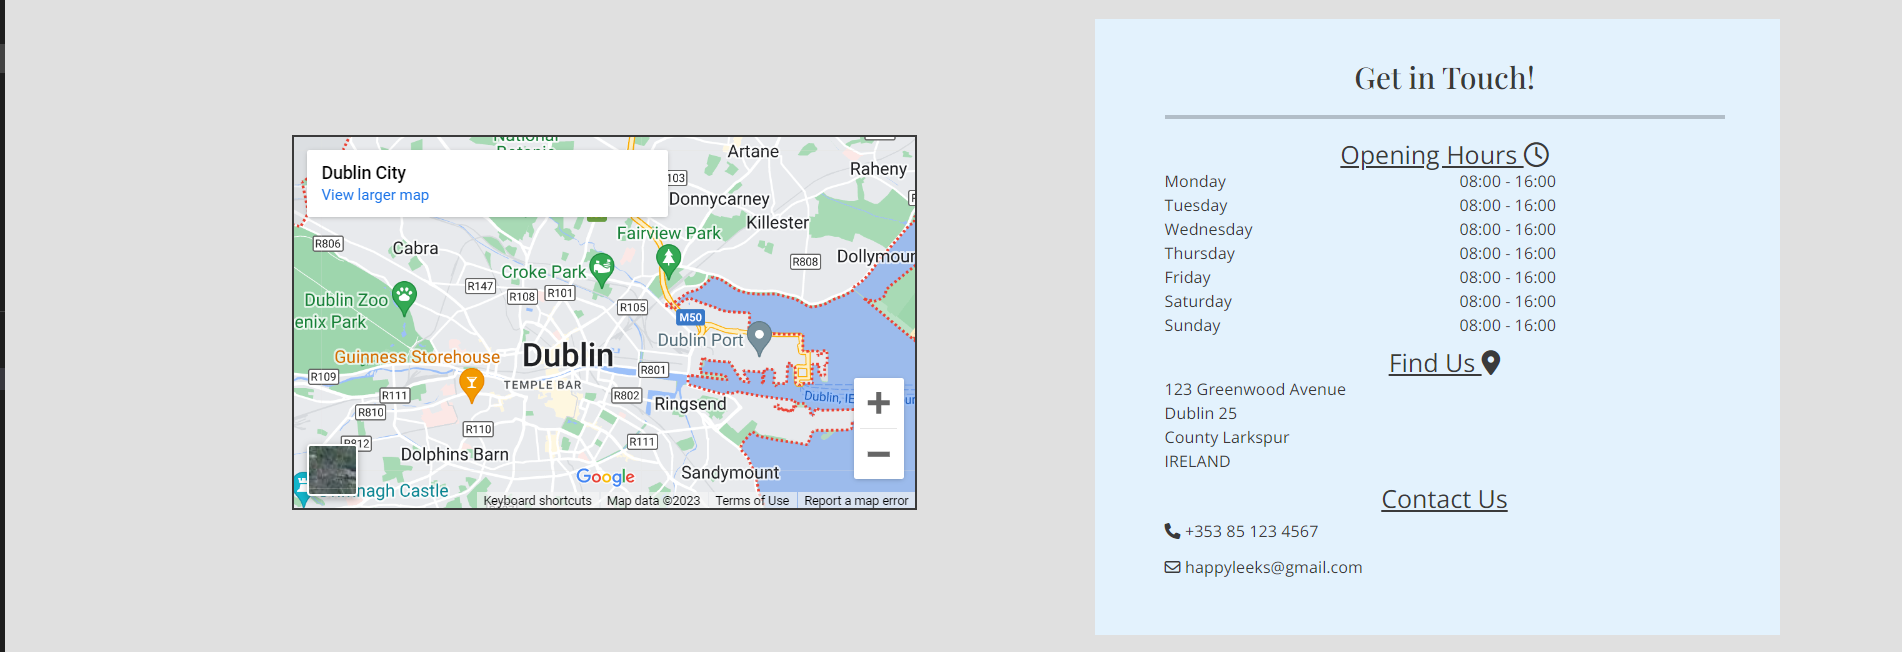 National
Botanic
Artane
Raheny
Dublin City
View larger map
103
Donnycarney
Killester
Fairview Park
R806
Cabra
R808
Dollymour
Croke Park
R147
R108
R101
Dublin Zoo
enix Park
R105
M50
Dublin Port
Guinness Storehouse
Dublin
TEMPLE BAR
R801
R109
R111
R802
Ringsend
R810
R110
R111
R812
Dolphins Barn
Sandymount
Google
nagh Castle
Keyboard shortcuts Map data ©2023 Terms of Use Report a map error
Get in Touch!
Opening Hours
Monday 08:00 - 16:00
Tuesday 08:00 - 16:00
Wednesday 08:00 - 16:00
Thursday 08:00 - 16:00
Friday 08:00 - 16:00
Saturday 08:00 - 16:00
Sunday 08:00 - 16:00
Find Us
123 Greenwood Avenue
Dublin 25
County Larkspur
IRELAND
Contact Us
+353 85 123 4567
happyleeks@gmail.com